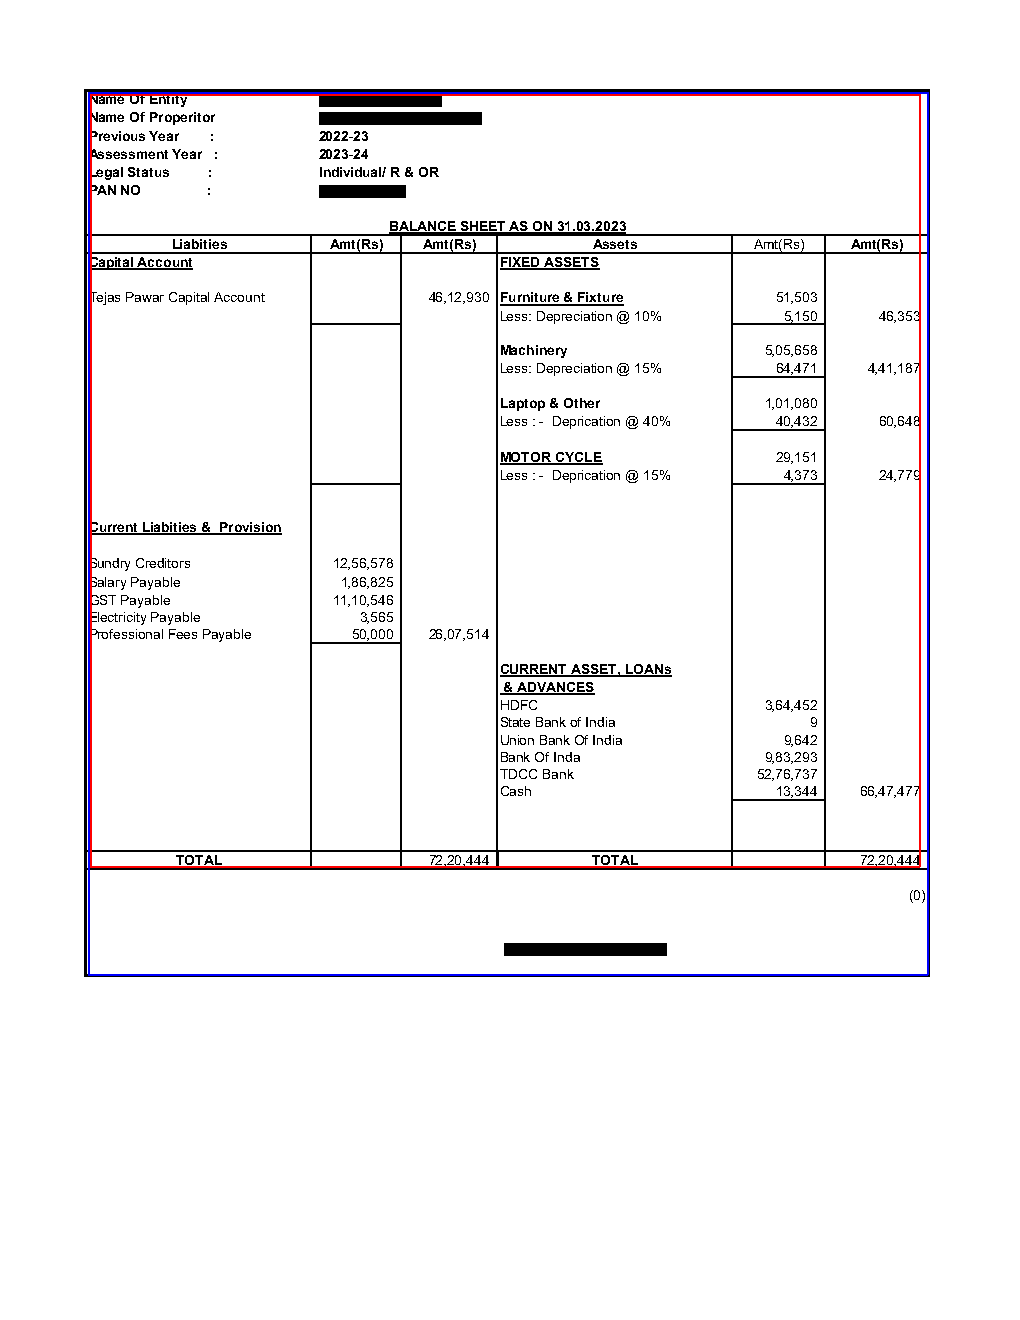 Name Of Entity
Name Of Properitor
Previous Year : 2022-23
Assessment Year : 2023-24
Legal Status : Individual/ R & OR
PAN NO :
BALANCE SHEET AS ON 31.03.2023
Liabities Amt(Rs) Amt(Rs) Assets Amt(Rs) Amt(Rs)
Capital Account FIXED ASSETS
Tejas Pawar Capital Account 46,12,930 Furniture & Fixture 51,503
Less: Depreciation @ 10% 5,150 46,353
Machinery 5,05,658
Less: Depreciation @ 15% 64,471 4,41,187
Laptop & Other 1,01,080
Less : - Deprication @ 40% 40,432 60,648
MOTOR CYCLE 29,151
Less : - Deprication @ 15% 4,373 24,779
Current Liabities & Provision
Sundry Creditors 12,56,578
Salary Payable 1,86,825
GST Payable 11,10,546
Electricity Payable 3,565
Professional Fees Payable 50,000 26,07,514
CURRENT ASSET, LOANs
& ADVANCES
HDFC 3,64,452
State Bank of India 9
Union Bank Of India 9,642
Bank Of Inda 9,83,293
TDCC Bank 52,76,737
Cash 13,344 66,47,477
TOTAL 72,20,444 TOTAL 72,20,444
(0)